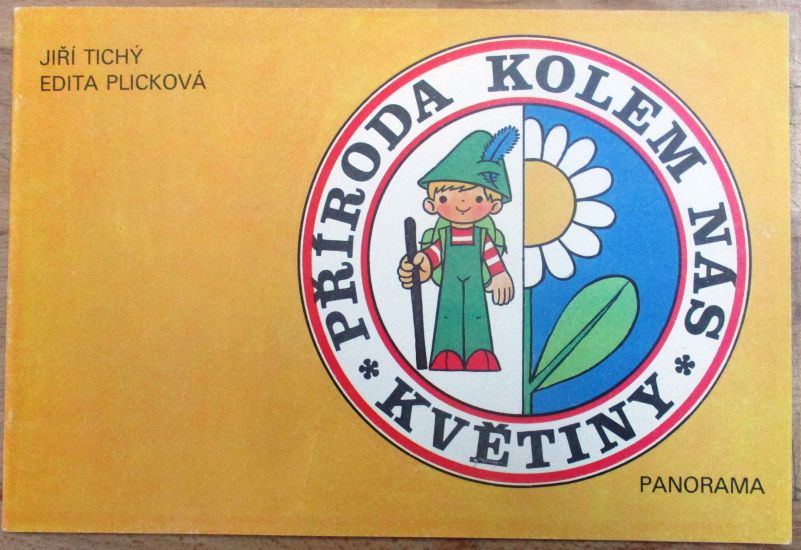 JIŘÍ TICHÝ
EDITA PLICKOVÁ
PŘÍRODA KOLEM NÁS
* KVĚTINY *
PANORAMA